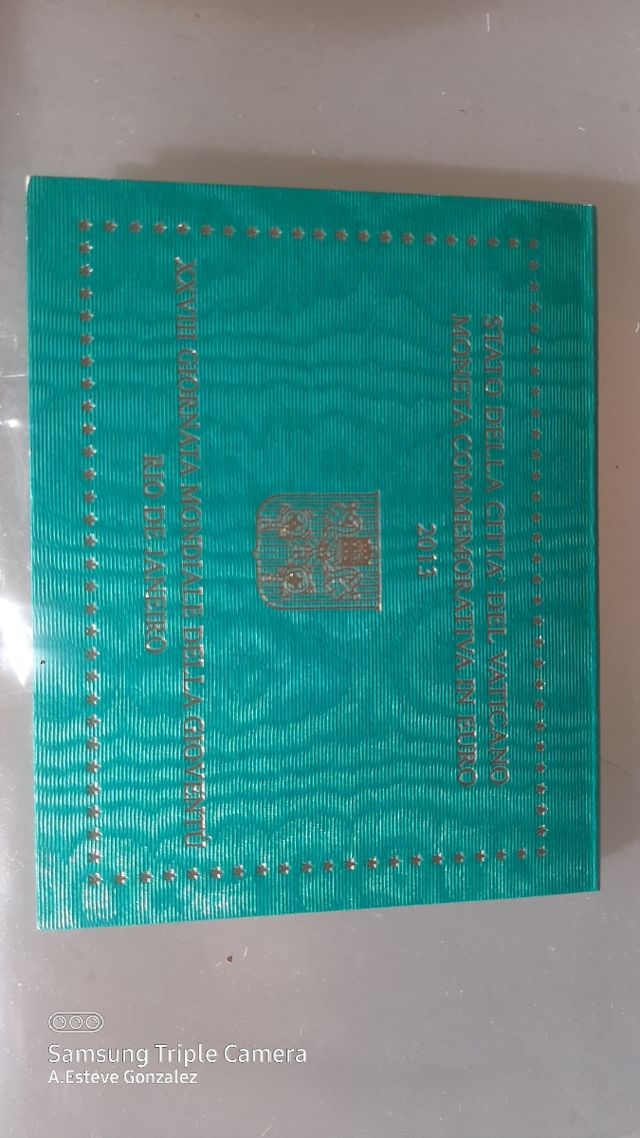 STATO DELLA CITTA' DEL VATICANO
MONETA COMMEMORATIVA IN EURO
2013
XXVIII GIORNATA MONDIALE DELLA GIOVENTÚ
RIO DE JANEIRO
Samsung Triple Camera
A.Esteve Gonzalez